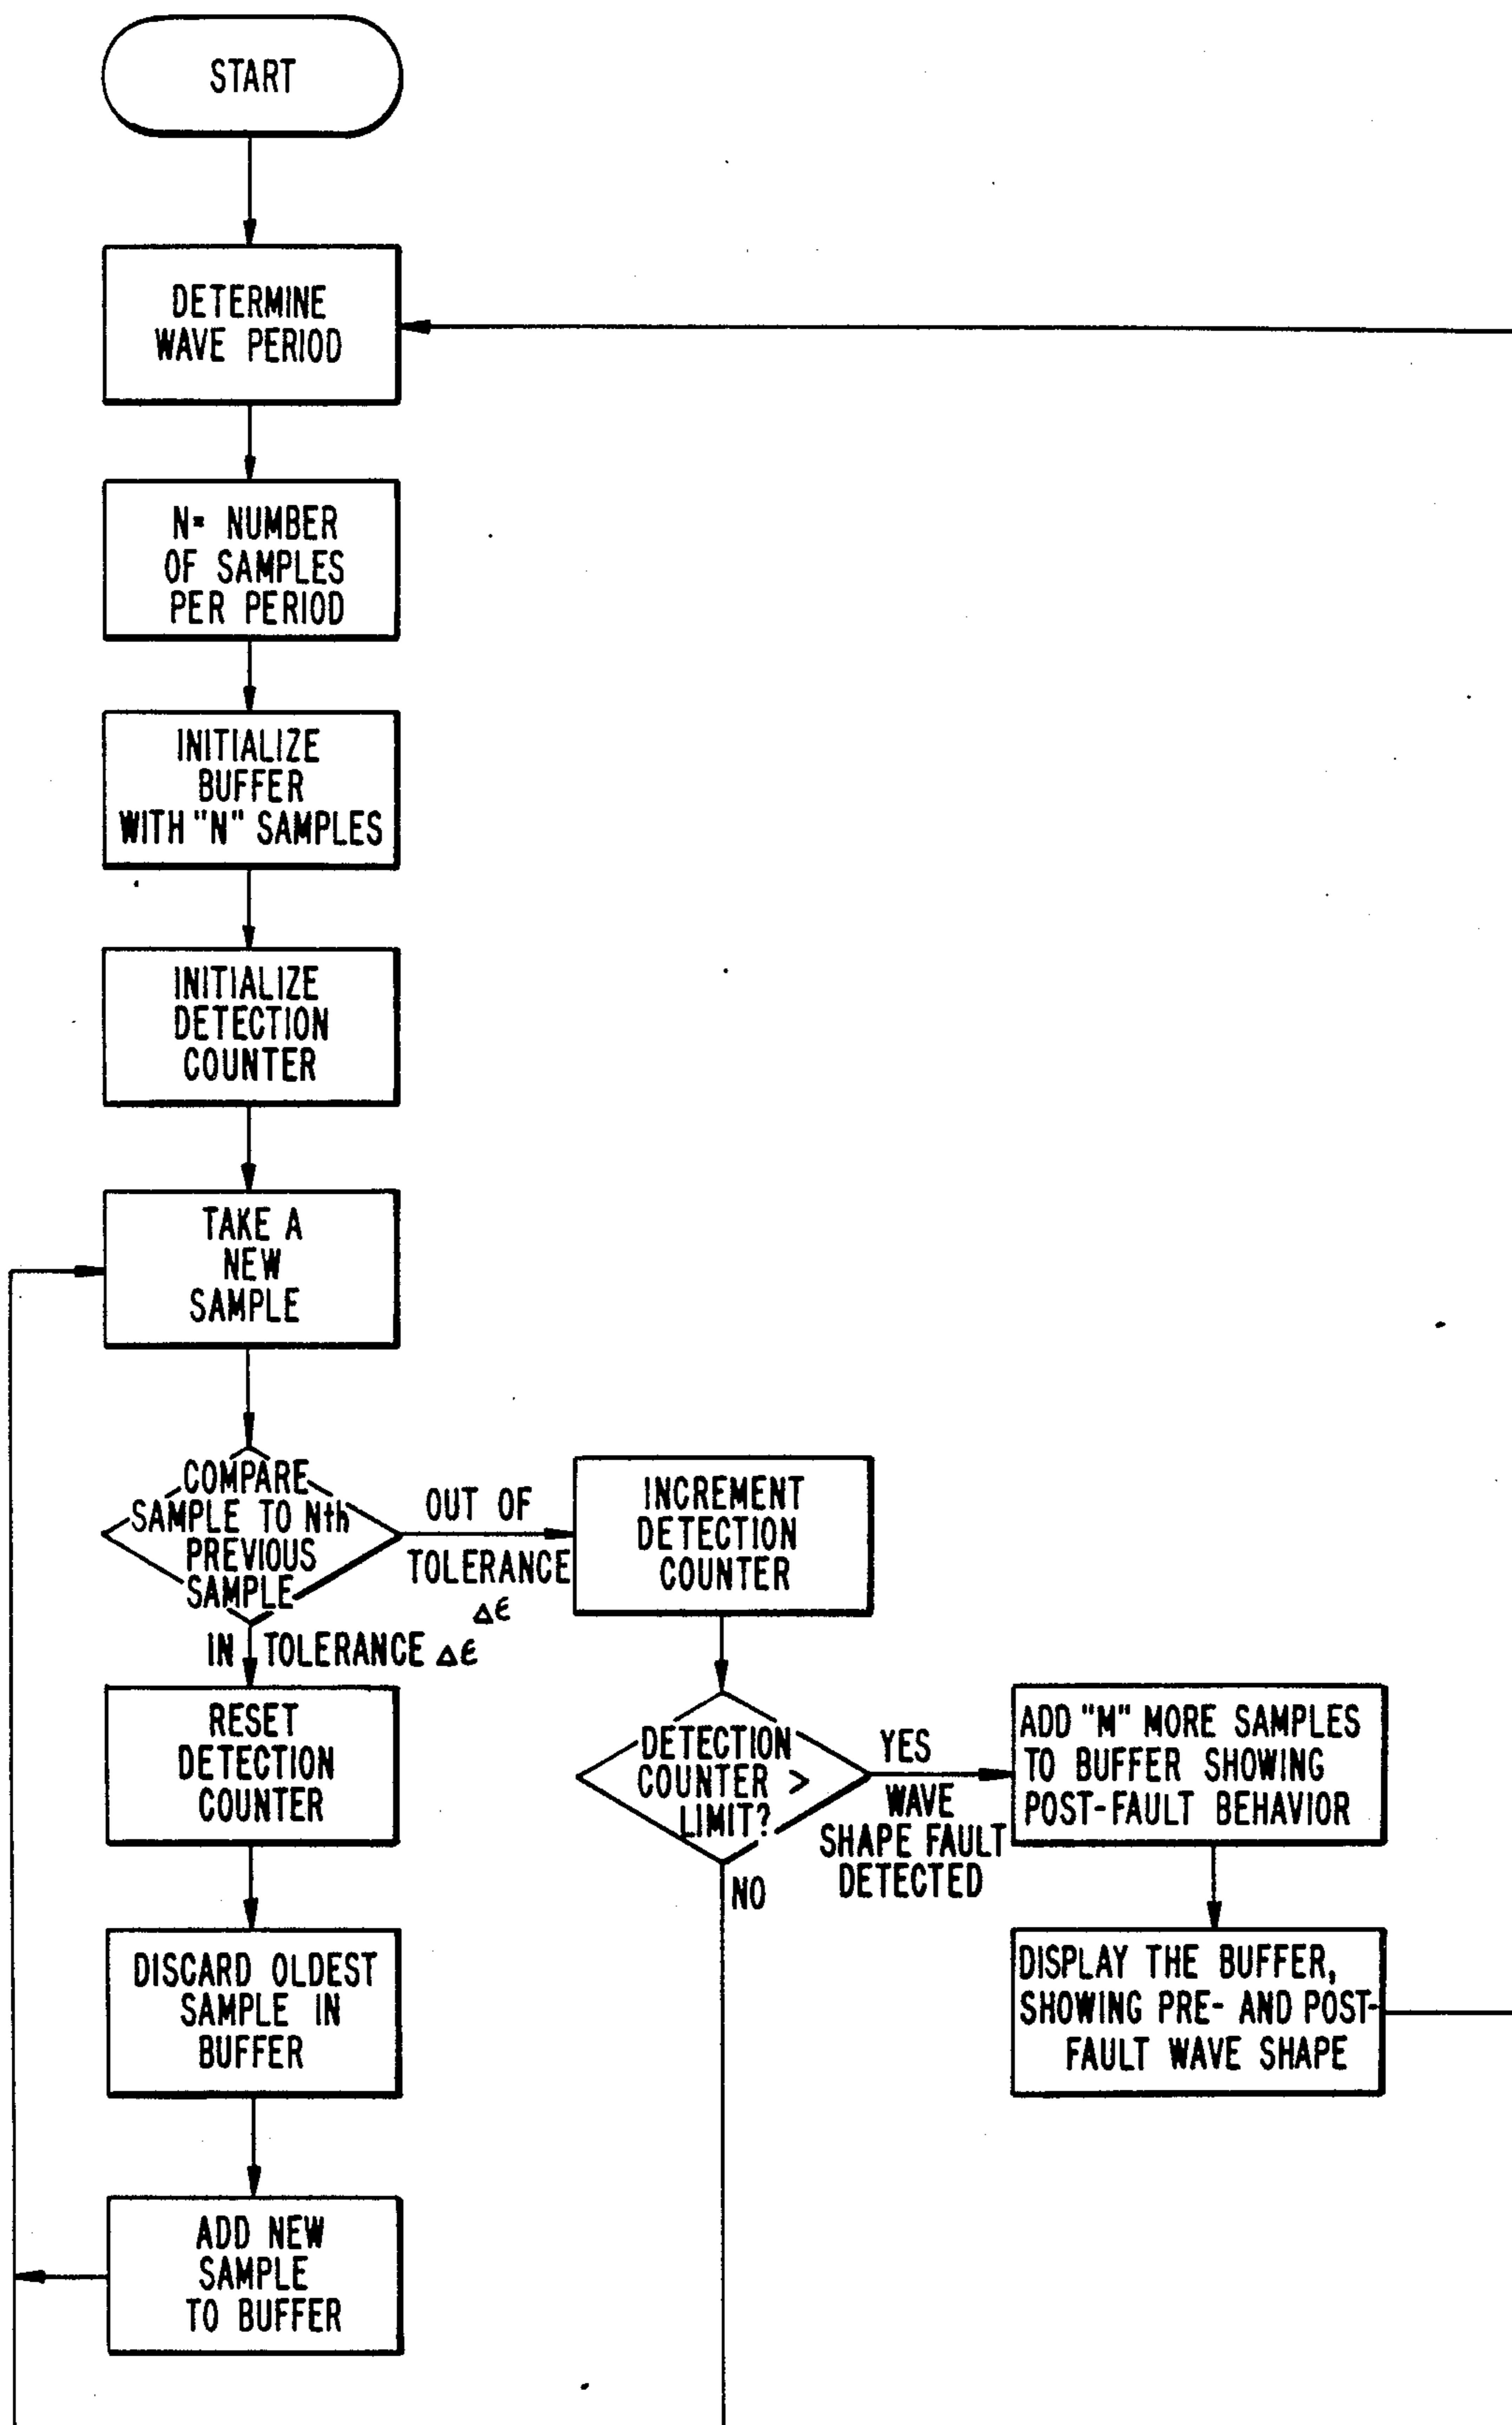 START
DETERMINE
WAVE PERIOD
N= NUMBER
OF SAMPLES
PER PERIOD
INITIALIZE
BUFFER
WITH "N" SAMPLES
INITIALIZE
DETECTION
COUNTER
TAKE A
NEW
SAMPLE
COMPARE
SAMPLE TO Nth
PREVIOUS
SAMPLE
OUT OF
TOLERANCE
Δϵ
INCREMENT
DETECTION
COUNTER
IN TOLERANCE Δϵ
RESET
DETECTION
COUNTER
DETECTION
COUNTER >
LIMIT?
YES
WAVE
SHAPE FAULT
DETECTED
NO
ADD "M" MORE SAMPLES
TO BUFFER SHOWING
POST-FAULT BEHAVIOR
DISCARD OLDEST
SAMPLE IN
BUFFER
DISPLAY THE BUFFER,
SHOWING PRE- AND POST-
FAULT WAVE SHAPE
ADD NEW
SAMPLE
TO BUFFER